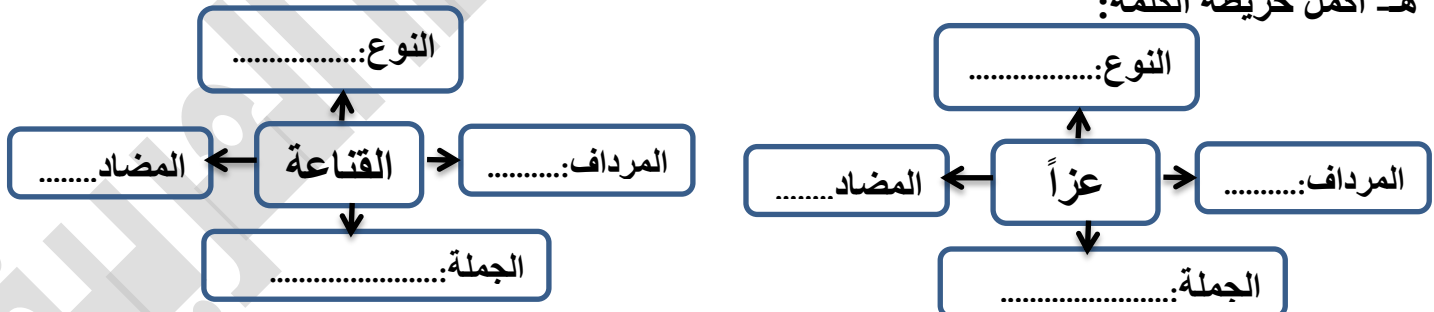 هـ- أكمل خريطة الكلمة:
النوع:.................
المرداف:..........
عزاً
المضاد........
الجملة:.......................
النوع:.................
المرداف:..........
القناعة
المضاد........
الجملة:.......................